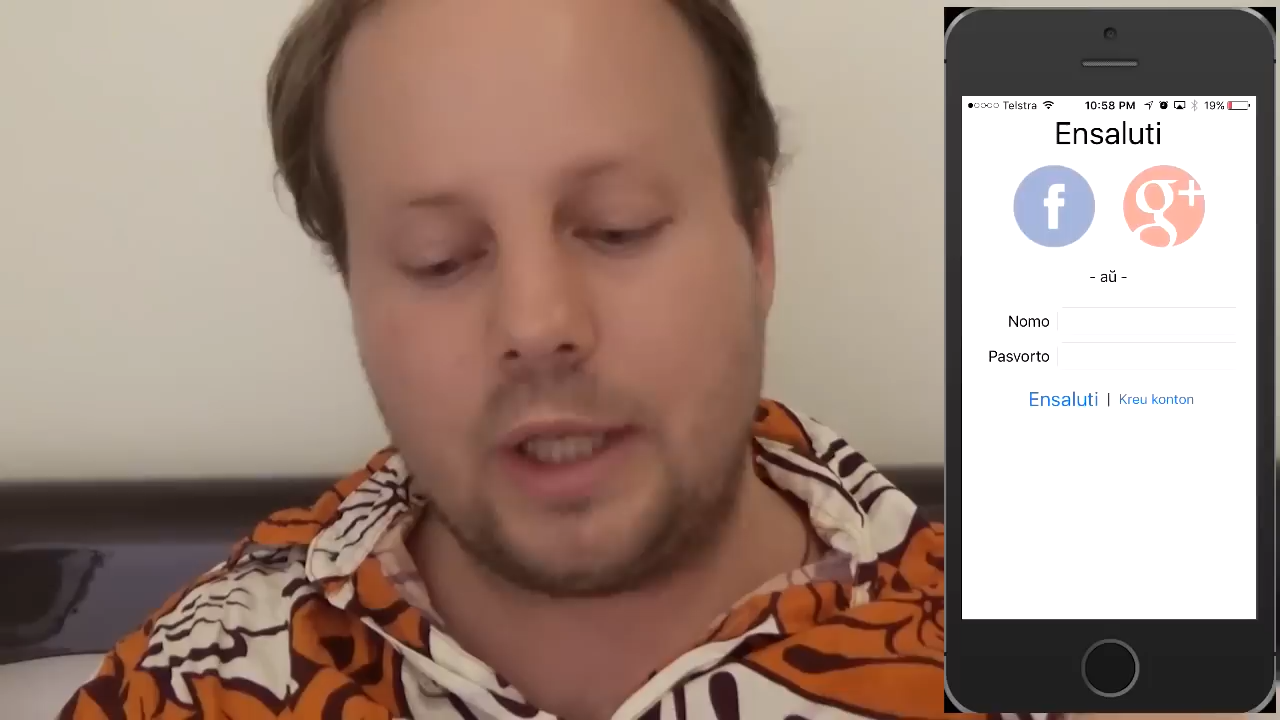 Telstra 10:58 PM 19%
Ensaluti
f g+
- aŭ -
Nomo
Pasvorto
Ensaluti | Kreu konton